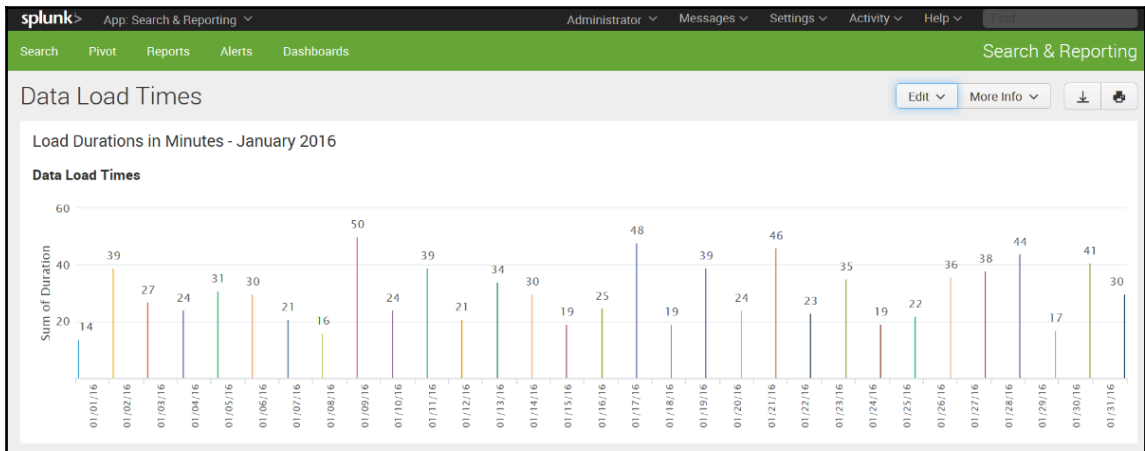 splunk> App: Search & Reporting Administrator Messages Settings Activity Help Find
Search Pivot Reports Alerts Dashboards Search & Reporting
Data Load Times Edit More Info
Load Durations in Minutes - January 2016
Data Load Times
60
40
20
Sum of Duration
14 39 27 24 31 30 21 16 50 24 39 21 34 30 19 25 48 19 39 24 46 23 35 19 22 36 38 44 17 41 30
01/01/16 01/02/16 01/03/16 01/04/16 01/05/16 01/06/16 01/07/16 01/08/16 01/09/16 01/10/16 01/11/16 01/12/16 01/13/16 01/14/16 01/15/16 01/16/16 01/17/16 01/18/16 01/19/16 01/20/16 01/21/16 01/22/16 01/23/16 01/24/16 01/25/16 01/26/16 01/27/16 01/28/16 01/29/16 01/30/16 01/31/16